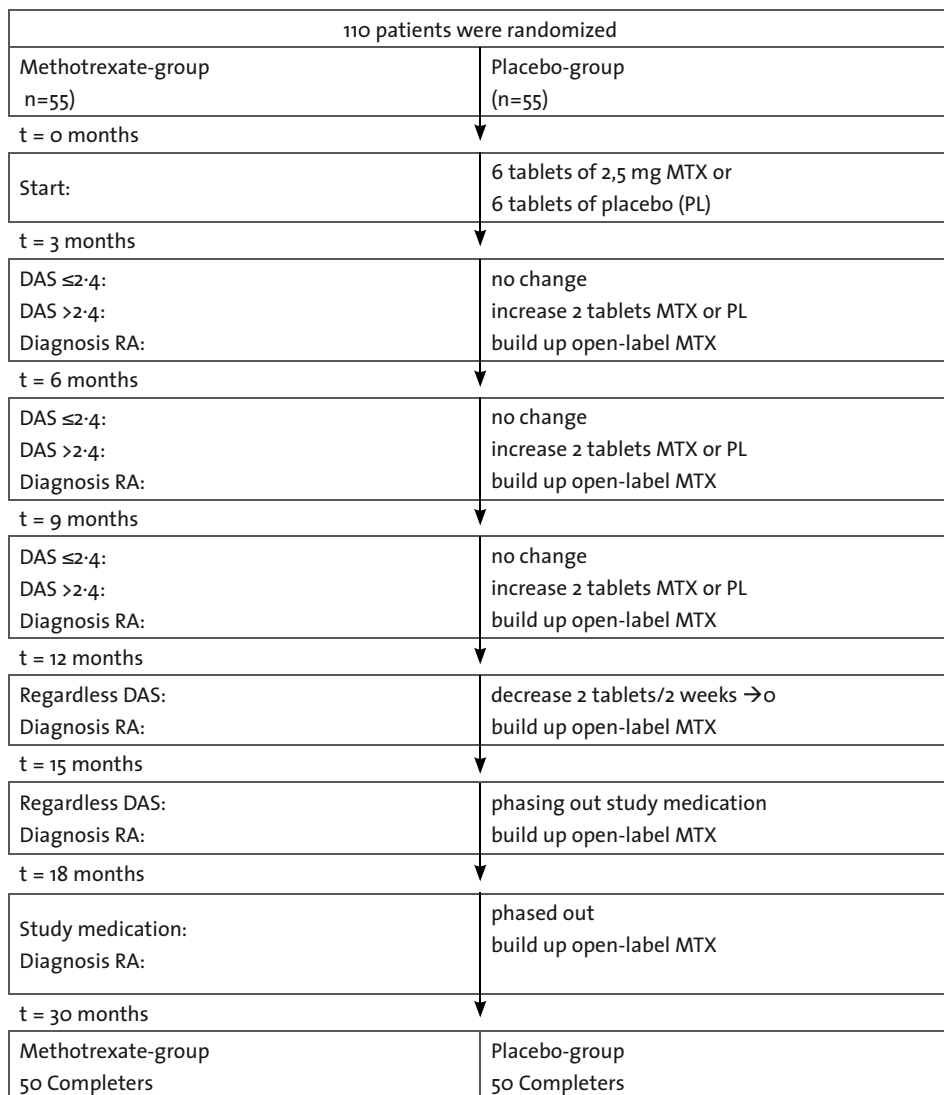 110 patients were randomized
Methotrexate-group
n=55)
Placebo-group
(n=55)
t = 0 months
Start:
6 tablets of 2,5 mg MTX or
6 tablets of placebo (PL)
t = 3 months
DAS ≤2·4: no change
DAS >2·4: increase 2 tablets MTX or PL
Diagnosis RA: build up open-label MTX
t = 6 months
DAS ≤2·4: no change
DAS >2·4: increase 2 tablets MTX or PL
Diagnosis RA: build up open-label MTX
t = 9 months
DAS ≤2·4: no change
DAS >2·4: increase 2 tablets MTX or PL
Diagnosis RA: build up open-label MTX
t = 12 months
Regardless DAS: decrease 2 tablets/2 weeks →0
Diagnosis RA: build up open-label MTX
t = 15 months
Regardless DAS: phasing out study medication
Diagnosis RA: build up open-label MTX
t = 18 months
Study medication: phased out
Diagnosis RA: build up open-label MTX
t = 30 months
Methotrexate-group
50 Completers
Placebo-group
50 Completers